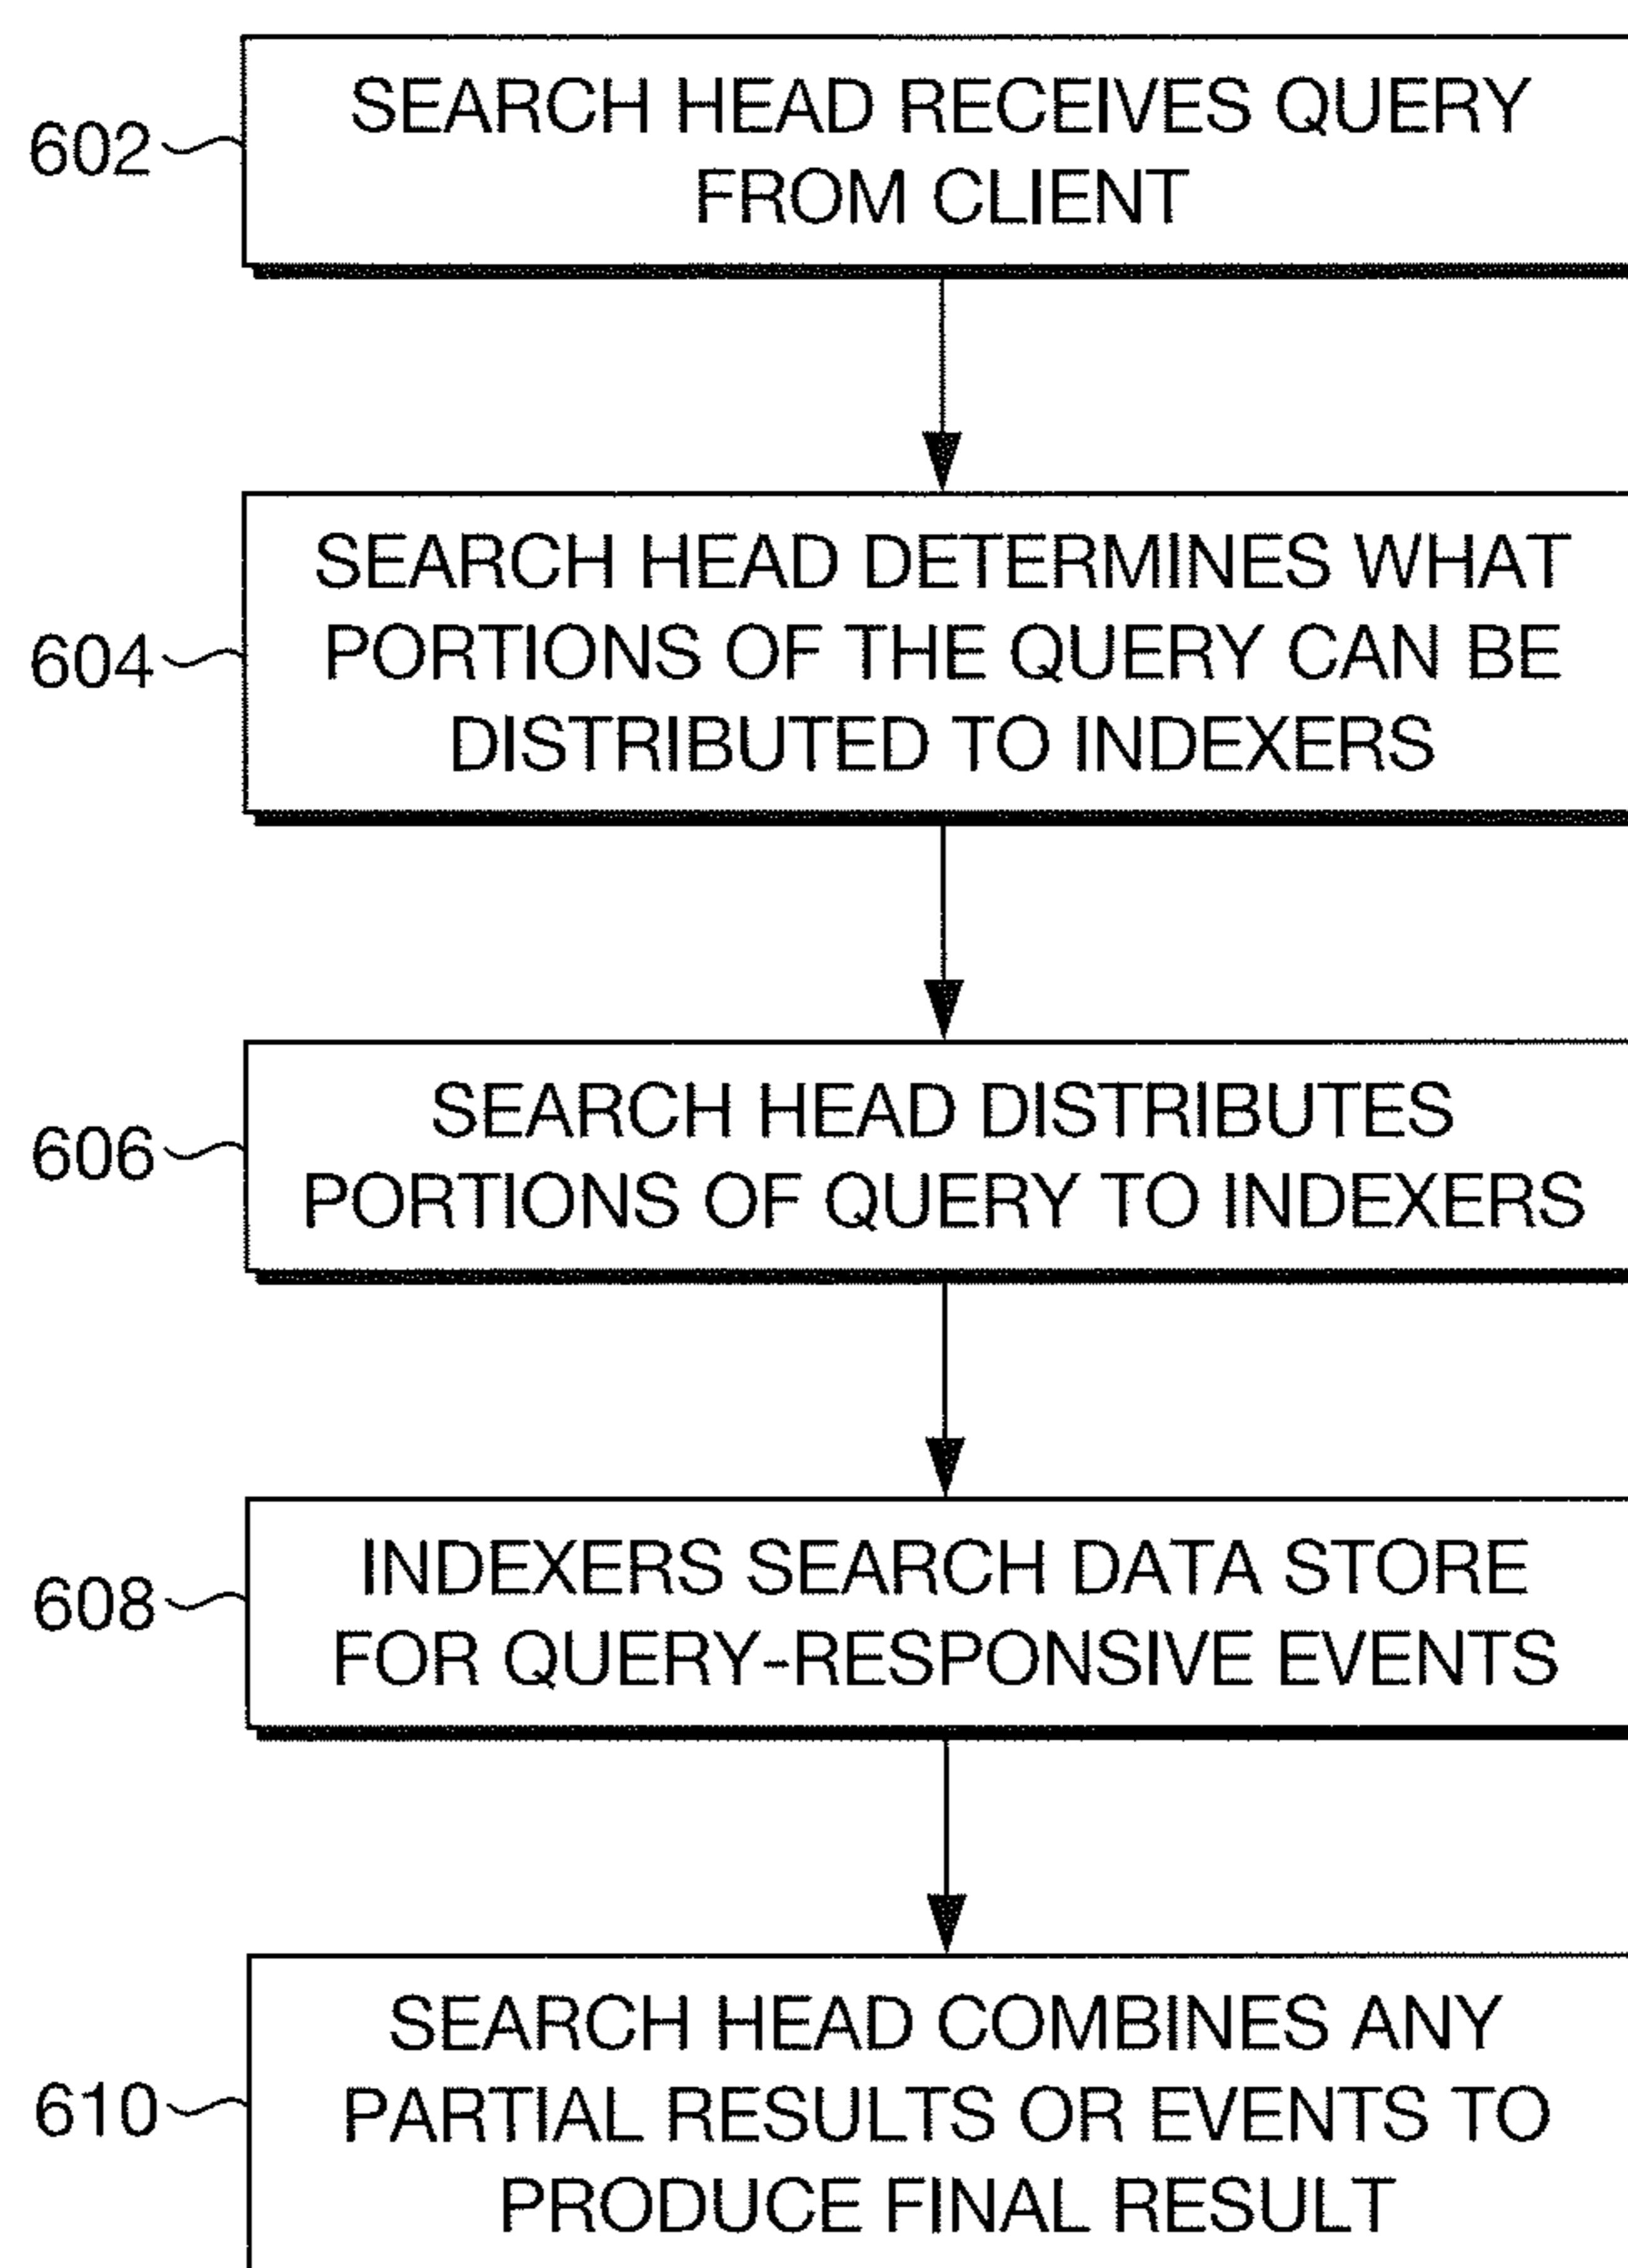 602
SEARCH HEAD RECEIVES QUERY
FROM CLIENT
604
SEARCH HEAD DETERMINES WHAT
PORTIONS OF THE QUERY CAN BE
DISTRIBUTED TO INDEXERS
606
SEARCH HEAD DISTRIBUTES
PORTIONS OF QUERY TO INDEXERS
608
INDEXERS SEARCH DATA STORE
FOR QUERY-RESPONSIVE EVENTS
610
SEARCH HEAD COMBINES ANY
PARTIAL RESULTS OR EVENTS TO
PRODUCE FINAL RESULT